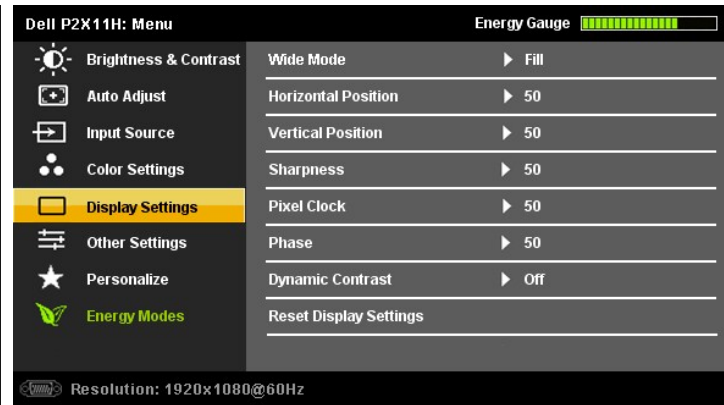 Dell P2X11H: Menu
Energy Gauge
Brightness & Contrast
Wide Mode Fill
Auto Adjust
Horizontal Position 50
Input Source
Vertical Position 50
Color Settings
Sharpness 50
Display Settings
Pixel Clock 50
Other Settings
Phase 50
Personalize
Dynamic Contrast Off
Energy Modes
Reset Display Settings
Resolution: 1920x1080@60Hz